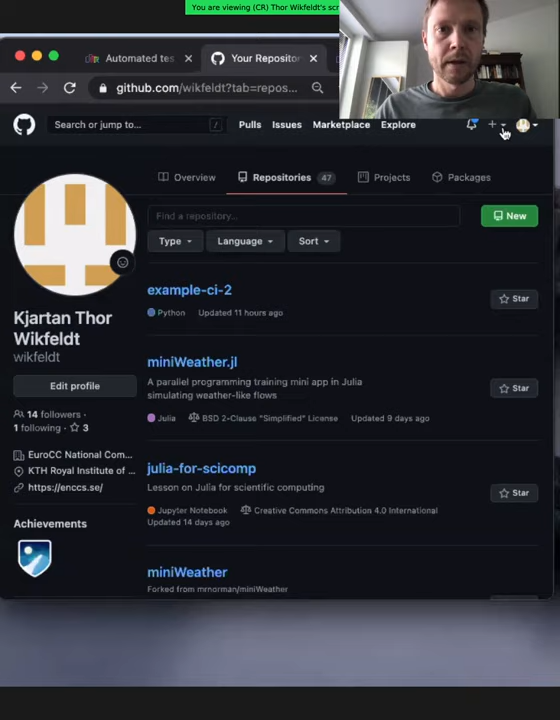 You are viewing (CR) Thor Wikfeldt's scr
Automated tes
Your Repositor
github.com/wikfeldt?tab=repos...
Search or jump to...
/
Pulls
Issues
Marketplace
Explore
Overview
Repositories 47
Projects
Packages
Find a repository...
New
Type
Language
Sort
example-ci-2
Python Updated 11 hours ago
Star
Kjartan Thor
Wikfeldt
wikfeldt
Edit profile
14 followers ·
1 following · 3
EuroCC National Com...
KTH Royal Institute of ...
https://enccs.se/
Achievements
miniWeather.jl
A parallel programming training mini app in Julia
simulating weather-like flows
Julia BSD 2-Clause "Simplified" License Updated 9 days ago
Star
julia-for-scicomp
Lesson on Julia for scientific computing
Jupyter Notebook Creative Commons Attribution 4.0 International
Updated 14 days ago
Star
miniWeather
Forked from mrnorman/miniWeather